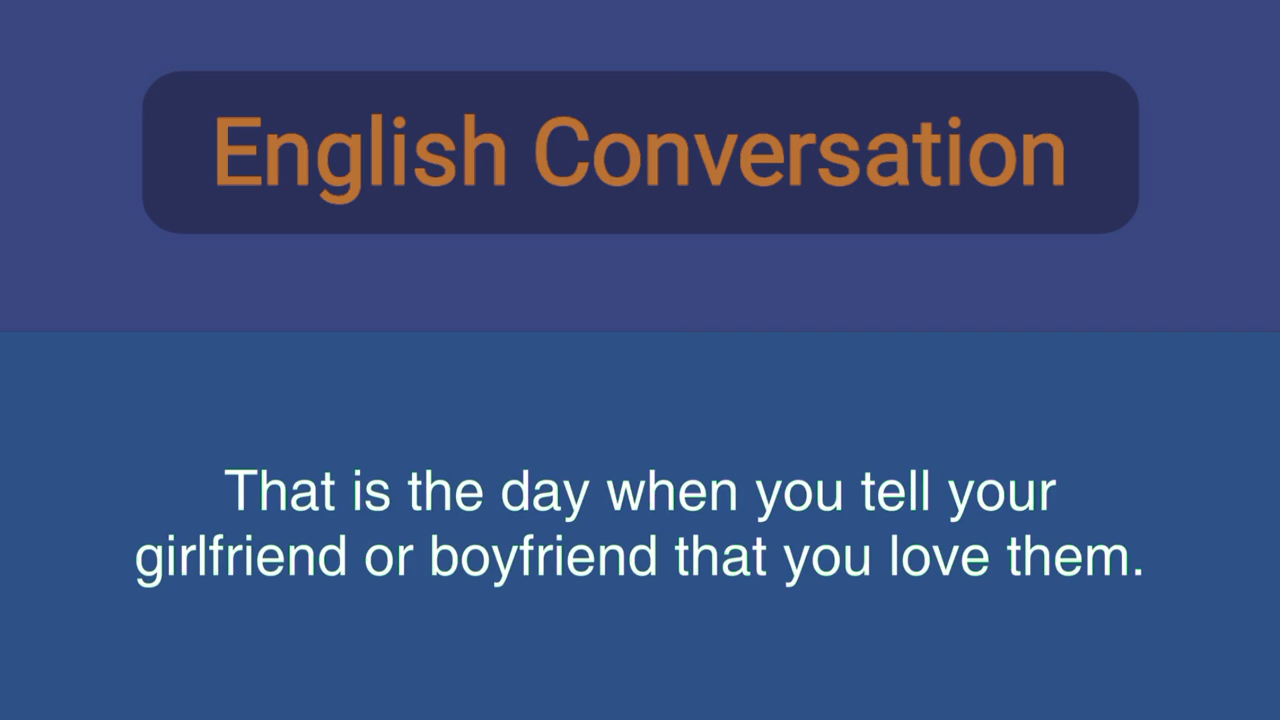 English Conversation
That is the day when you tell your
girlfriend or boyfriend that you love them.